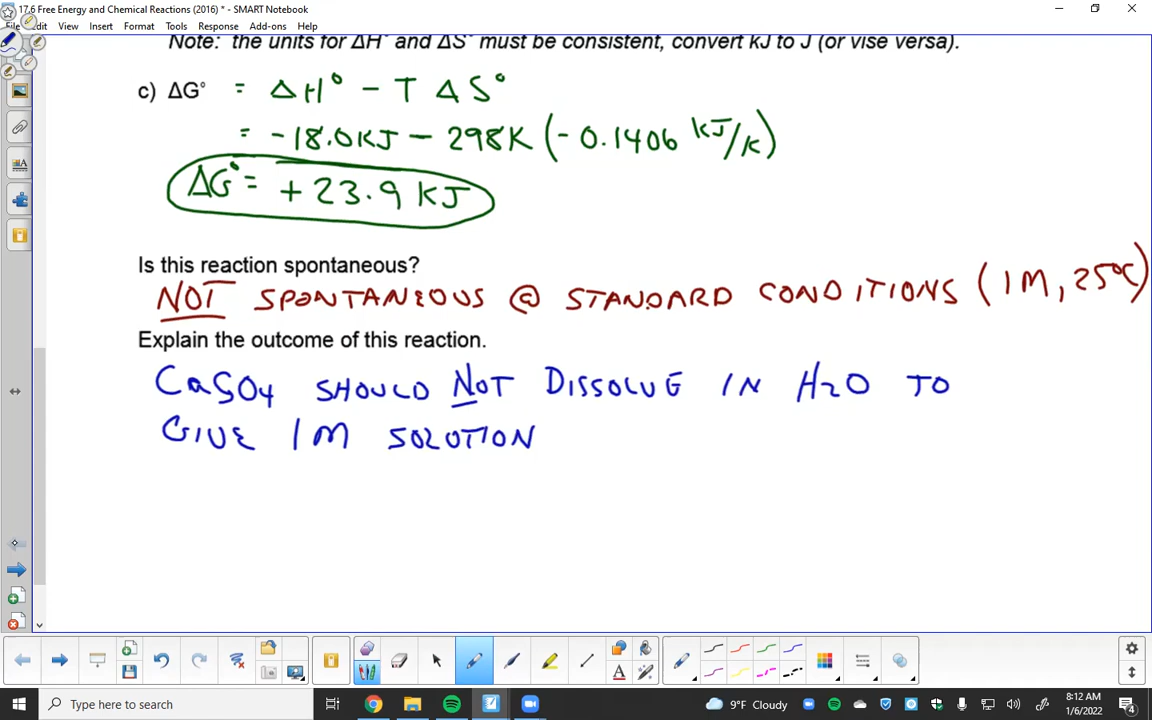 17.6 Free Energy and Chemical Reactions (2016) * - SMART Notebook
File Edit View Insert Format Tools Response Add-ons Help
Note: the units for ΔH° and ΔS° must be consistent, convert KJ to J (or vise versa).
c) ΔG° = ΔH° - T ΔS°
= -18.0KJ - 298K (-0.1406 KJ/K)
ΔG° = +23.9 KJ
Is this reaction spontaneous?
NOT SPONTANEOUS @ STANDARD CONDITIONS (1M, 25°C)
Explain the outcome of this reaction.
CaSO4 SHOULD NOT DISSOLVE IN H2O TO
GIVE 1M SOLUTION
Type here to search
9°F Cloudy
8:12 AM
1/6/2022
4